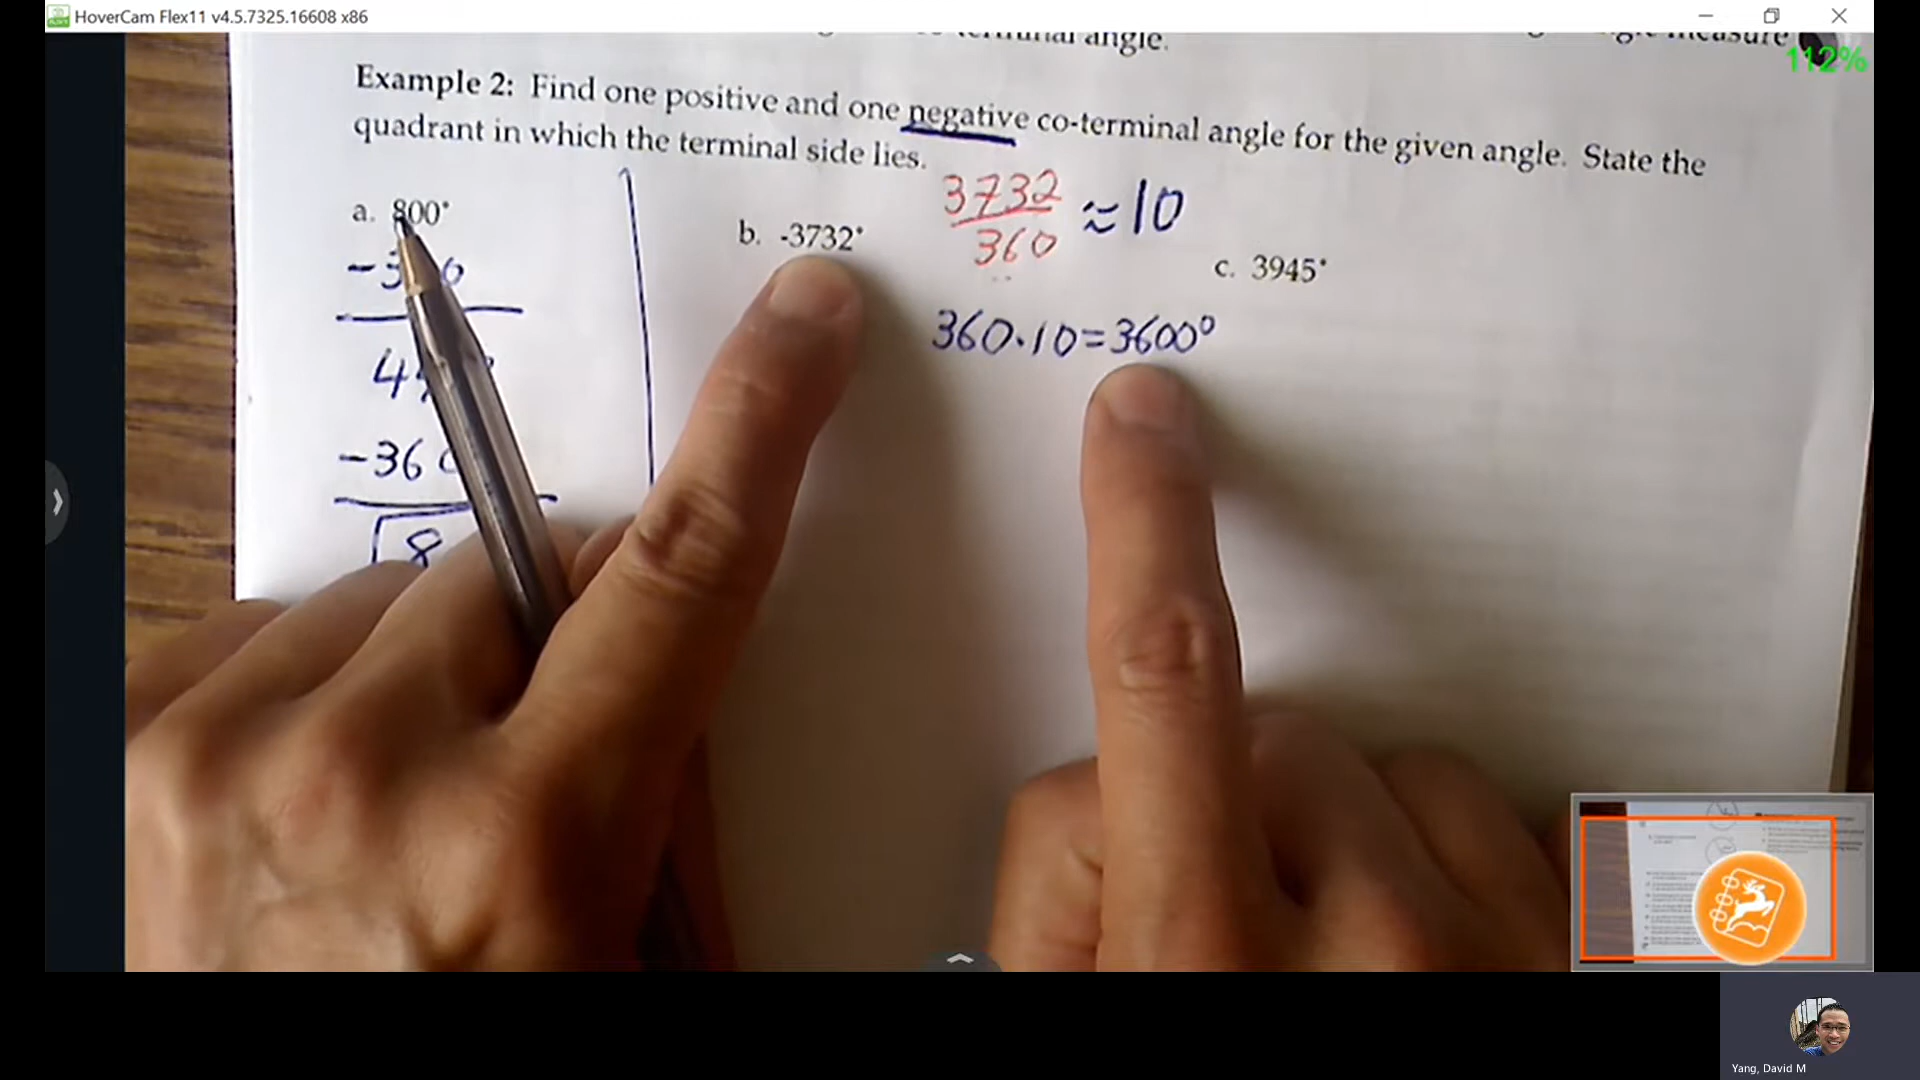 HoverCam Flex11 v4.5.7325.16608 x86
angle.
measure
112%
Example 2: Find one positive and one negative co-terminal angle for the given angle. State the
quadrant in which the terminal side lies.
a. 800°
b. -3732°
3732
360
≈ 10
c. 3945°
360·10=3600°
-36
8
Yang, David M